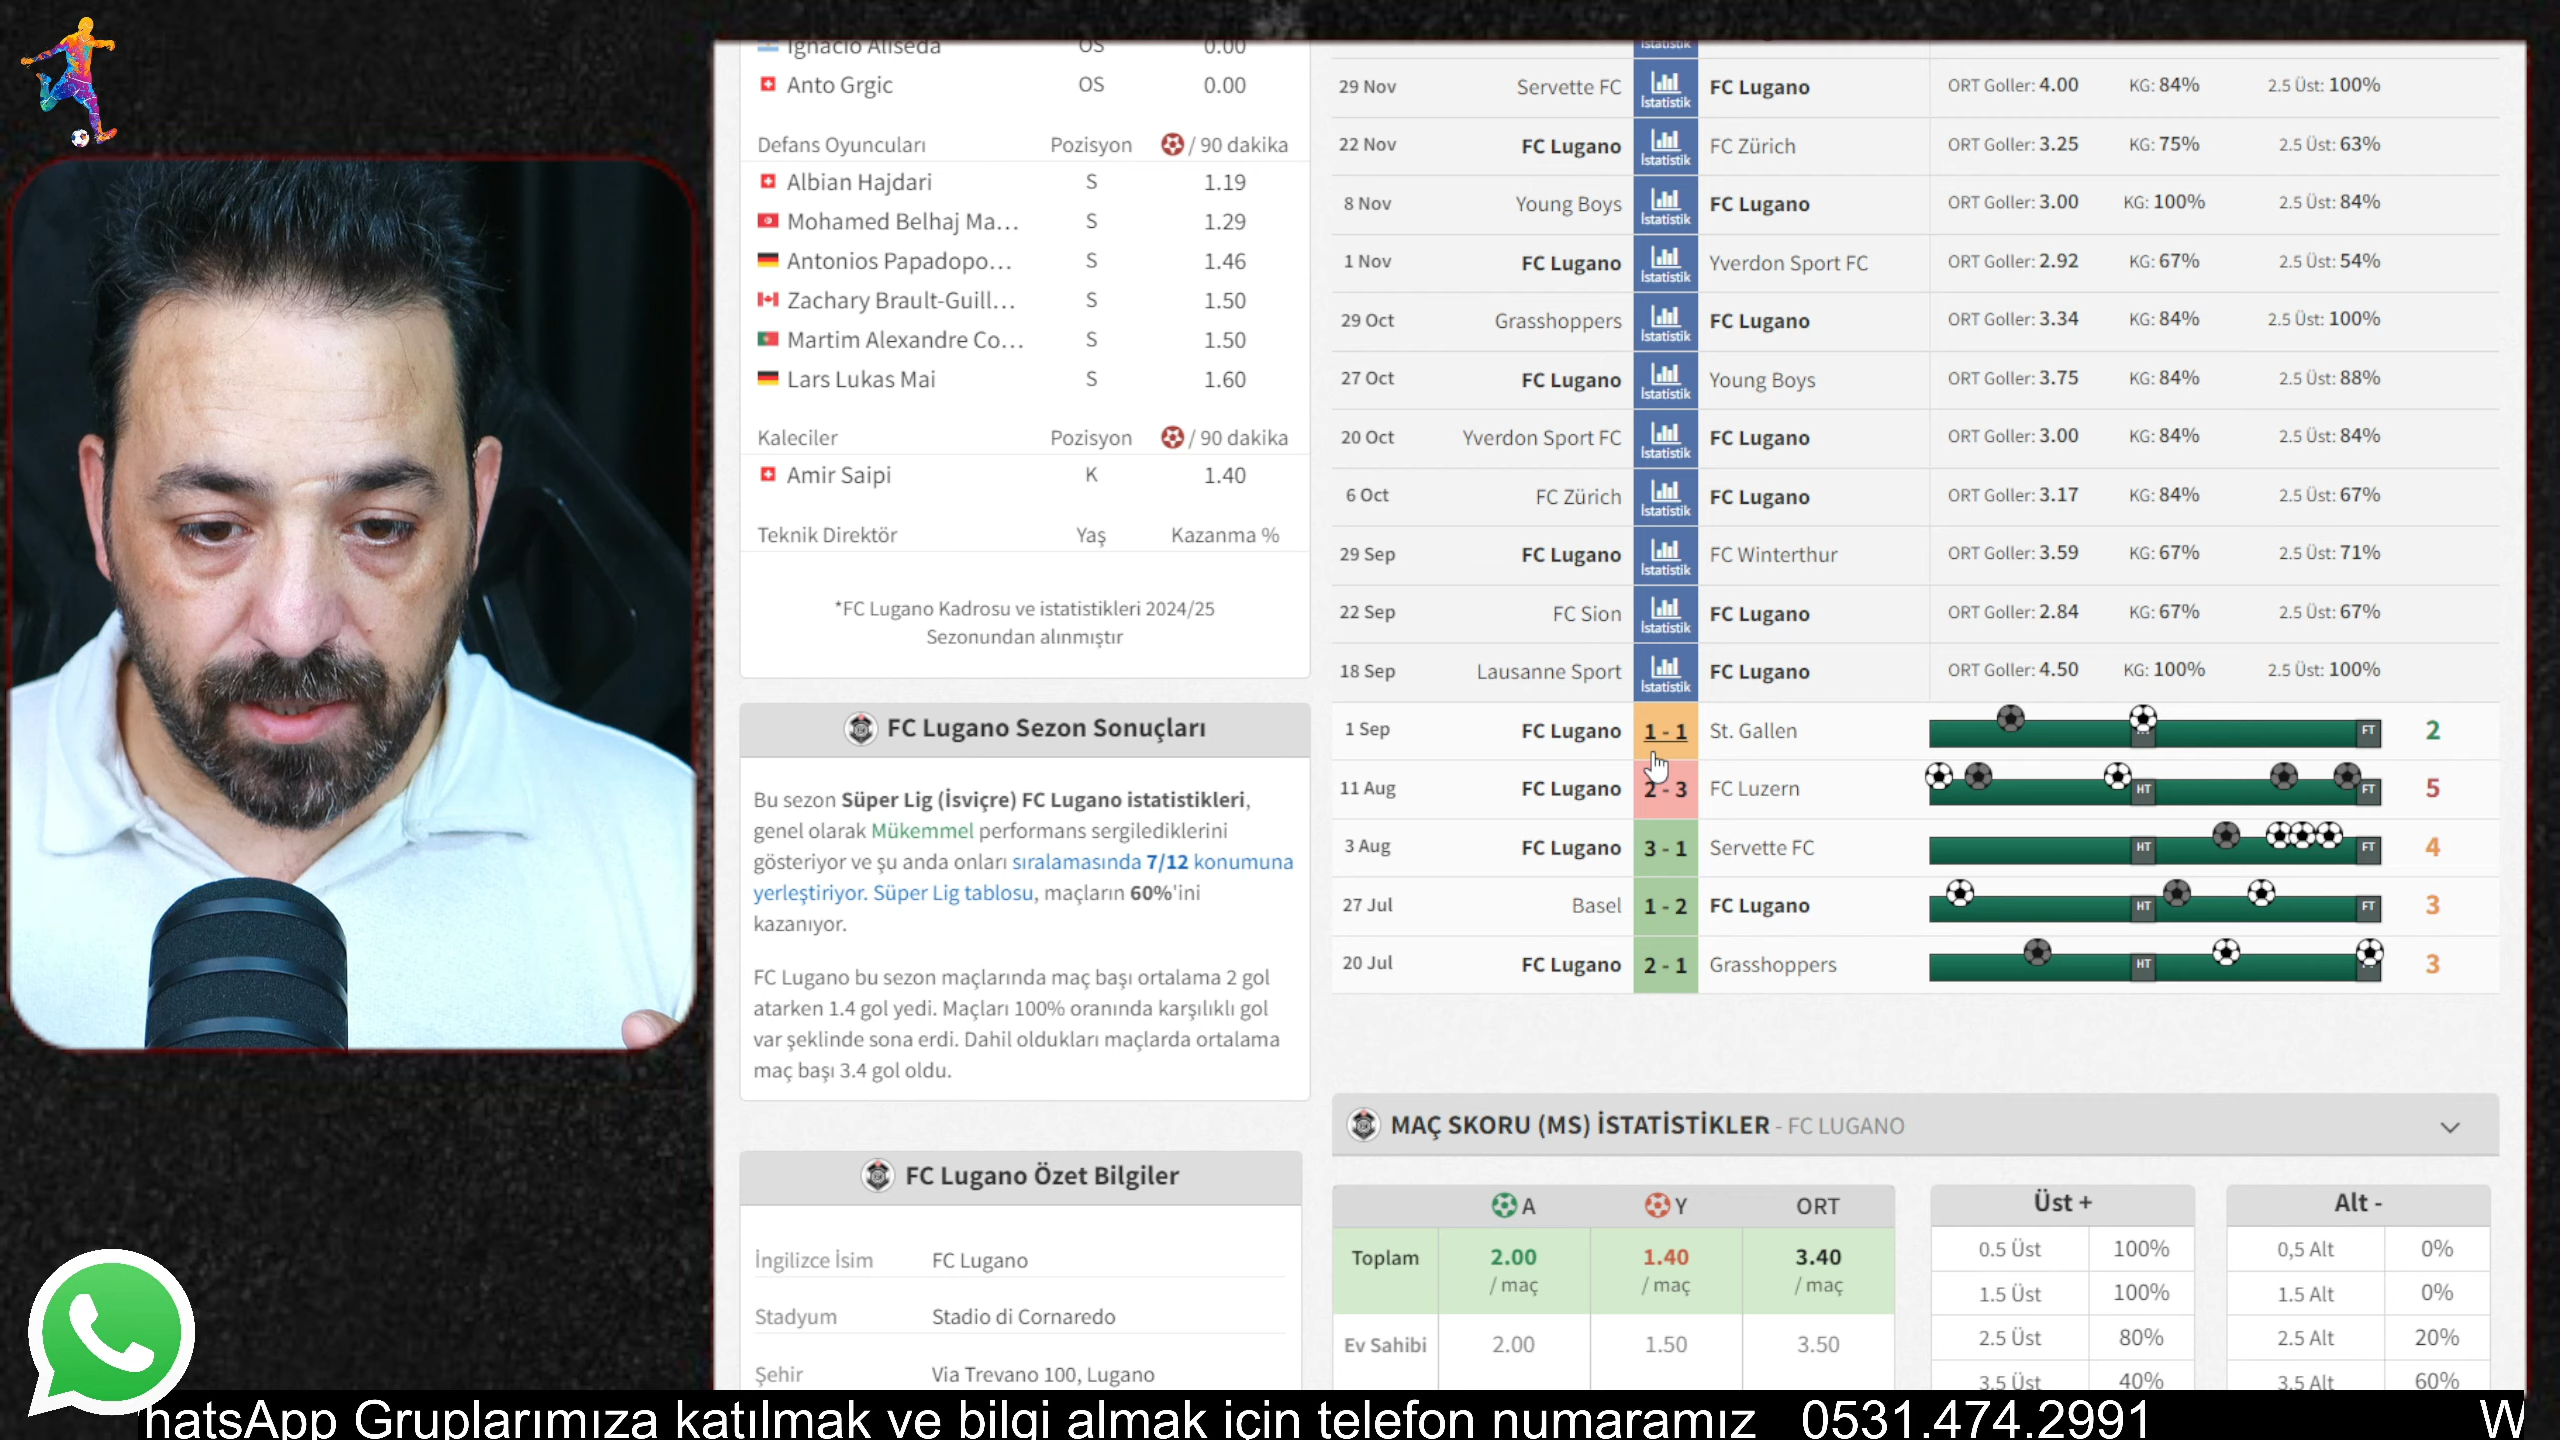 Ignacio Aliseda OS 0.00
Anto Grgic OS 0.00
Defans Oyuncuları Pozisyon / 90 dakika
Albian Hajdari S 1.19
Mohamed Belhaj Ma... S 1.29
Antonios Papadopo... S 1.46
Zachary Brault-Guill... S 1.50
Martim Alexandre Co... S 1.50
Lars Lukas Mai S 1.60
Kaleciler Pozisyon / 90 dakika
Amir Saipi K 1.40
Teknik Direktör Yaş Kazanma %
*FC Lugano Kadrosu ve istatistikleri 2024/25
Sezonundan alınmıştır
FC Lugano Sezon Sonuçları
Bu sezon Süper Lig (İsviçre) FC Lugano istatistikleri,
genel olarak Mükemmel performans sergilediklerini
gösteriyor ve şu anda onları sıralamasında 7/12 konumuna
yerleştiriyor. Süper Lig tablosu, maçların 60%'ini
kazanıyor.
FC Lugano bu sezon maçlarında maç başı ortalama 2 gol
atarken 1.4 gol yedi. Maçları 100% oranında karşılıklı gol
var şeklinde sona erdi. Dahil oldukları maçlarda ortalama
maç başı 3.4 gol oldu.
FC Lugano Özet Bilgiler
İngilizce İsim FC Lugano
Stadyum Stadio di Cornaredo
Şehir Via Trevano 100, Lugano
İstatistik
29 Nov Servette FC İstatistik FC Lugano ORT Goller: 4.00 KG: 84% 2.5 Üst: 100%
22 Nov FC Lugano İstatistik FC Zürich ORT Goller: 3.25 KG: 75% 2.5 Üst: 63%
8 Nov Young Boys İstatistik FC Lugano ORT Goller: 3.00 KG: 100% 2.5 Üst: 84%
1 Nov FC Lugano İstatistik Yverdon Sport FC ORT Goller: 2.92 KG: 67% 2.5 Üst: 54%
29 Oct Grasshoppers İstatistik FC Lugano ORT Goller: 3.34 KG: 84% 2.5 Üst: 100%
27 Oct FC Lugano İstatistik Young Boys ORT Goller: 3.75 KG: 84% 2.5 Üst: 88%
20 Oct Yverdon Sport FC İstatistik FC Lugano ORT Goller: 3.00 KG: 84% 2.5 Üst: 84%
6 Oct FC Zürich İstatistik FC Lugano ORT Goller: 3.17 KG: 84% 2.5 Üst: 67%
29 Sep FC Lugano İstatistik FC Winterthur ORT Goller: 3.59 KG: 67% 2.5 Üst: 71%
22 Sep FC Sion İstatistik FC Lugano ORT Goller: 2.84 KG: 67% 2.5 Üst: 67%
18 Sep Lausanne Sport İstatistik FC Lugano ORT Goller: 4.50 KG: 100% 2.5 Üst: 100%
1 Sep FC Lugano 1 - 1 St. Gallen FT 2
11 Aug FC Lugano 2 - 3 FC Luzern HT FT 5
3 Aug FC Lugano 3 - 1 Servette FC HT FT 4
27 Jul Basel 1 - 2 FC Lugano HT FT 3
20 Jul FC Lugano 2 - 1 Grasshoppers HT 3
MAÇ SKORU (MS) İSTATİSTİKLER - FC LUGANO
A Y ORT
Toplam 2.00 / maç 1.40 / maç 3.40 / maç
Ev Sahibi 2.00 1.50 3.50
Üst +
0.5 Üst 100%
1.5 Üst 100%
2.5 Üst 80%
3.5 Üst 40%
Alt -
0,5 Alt 0%
1.5 Alt 0%
2.5 Alt 20%
3.5 Alt 60%
hatsApp Gruplarımıza katılmak ve bilgi almak için telefon numaramız 0531.474.2991 W